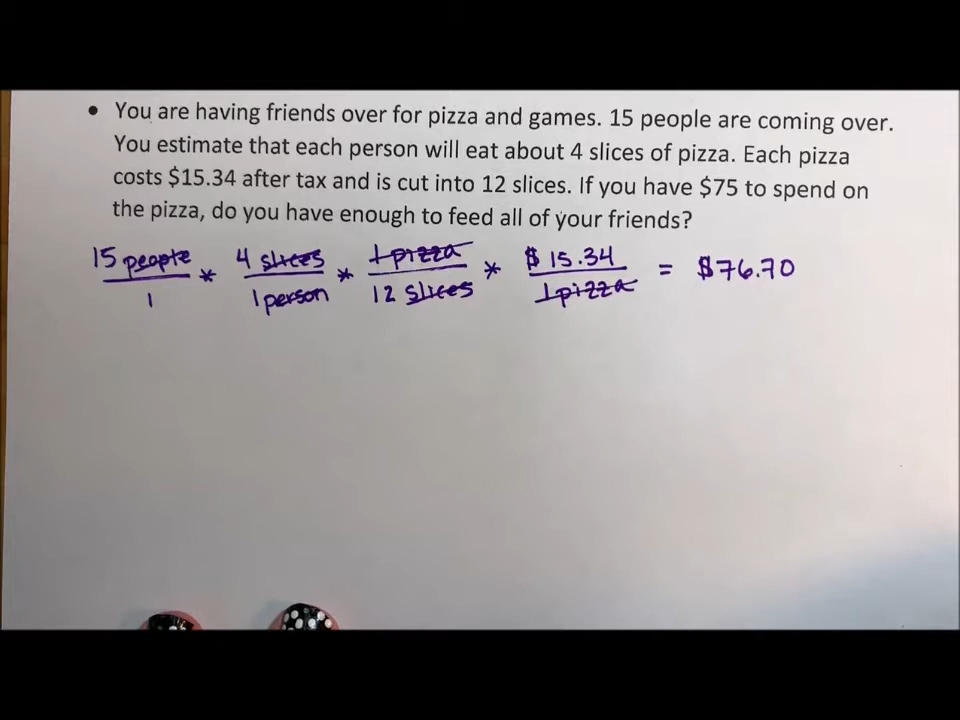 • You are having friends over for pizza and games. 15 people are coming over.
You estimate that each person will eat about 4 slices of pizza. Each pizza
costs $15.34 after tax and is cut into 12 slices. If you have $75 to spend on
the pizza, do you have enough to feed all of your friends?
15 people / 1 * 4 slices / 1 person * 1 pizza / 12 slices * $15.34 / 1 pizza = $76.70